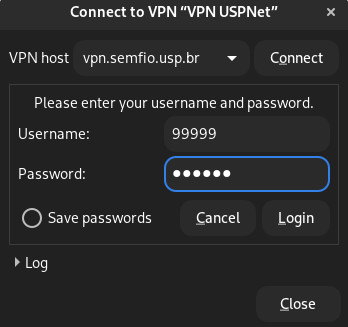 Connect to VPN “VPN USPNet”
VPN host vpn.semfio.usp.br Connect
Please enter your username and password.
Username: 99999
Password: ●●●●●●
Save passwords Cancel Login
Log
Close